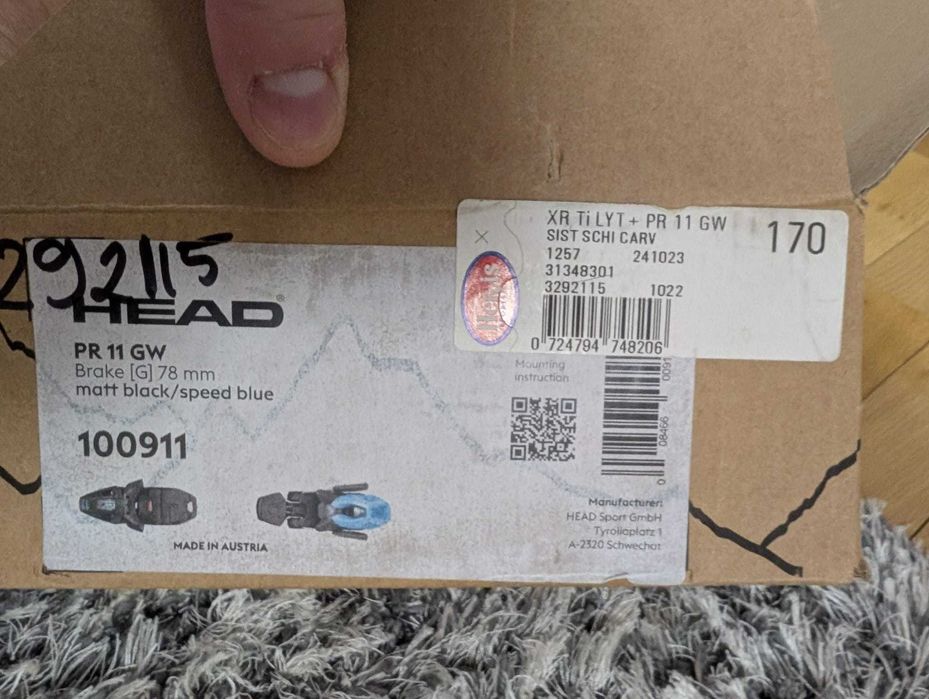 292115
HEAD
PR 11 GW
Brake [G] 78 mm
matt black/speed blue
100911
MADE IN AUSTRIA
XR Ti LYT + PR 11 GW
170
SIST SCHI CARV
1257 241023
31348301
3292115 1022
0 724794 748206
Hervis
Mounting
instruction
Manufacturer:
HEAD Sport GmbH
Tyroliaplatz 1
A-2320 Schwechat